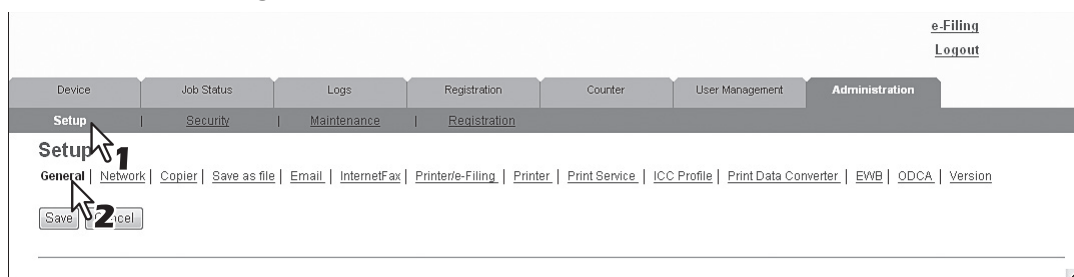 e-Filing
Logout
Device Job Status Logs Registration Counter User Management Administration
Setup | Security | Maintenance | Registration
Setup 1
General | Network | Copier | Save as file | Email | InternetFax | Printer/e-Filing | Printer | Print Service | ICC Profile | Print Data Converter | EWB | ODCA | Version
Save 2